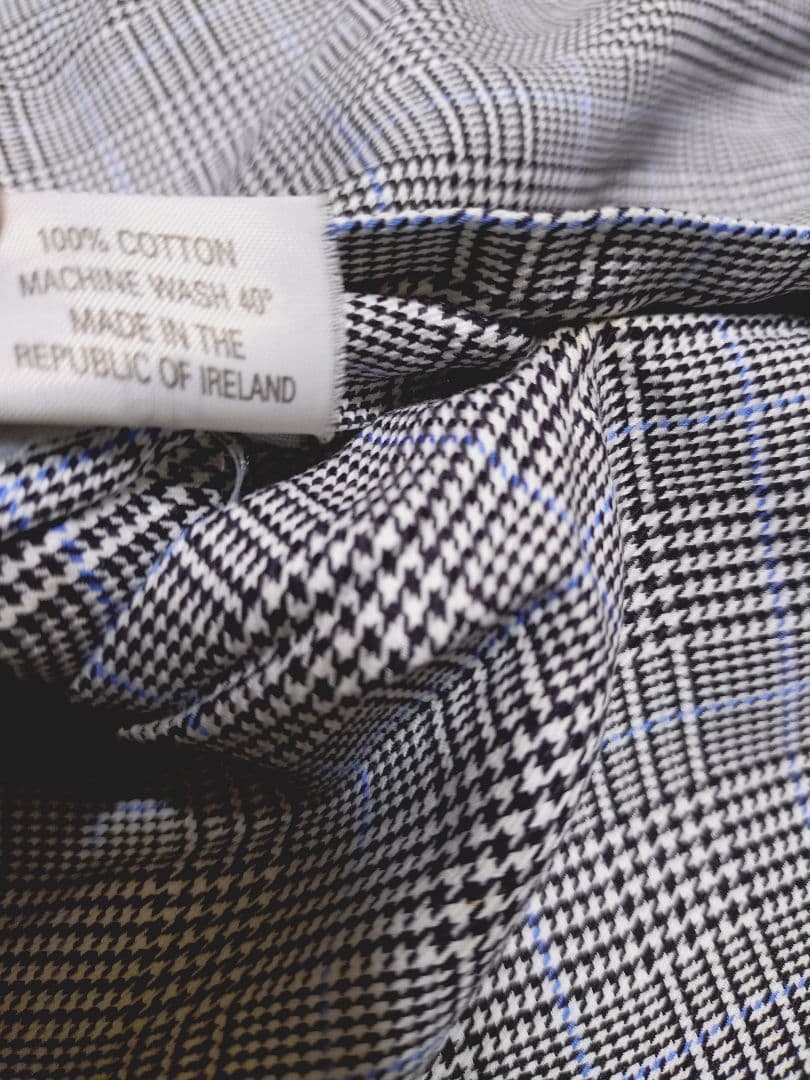 100% COTTON
MACHINE WASH 40°
MADE IN THE
REPUBLIC OF IRELAND